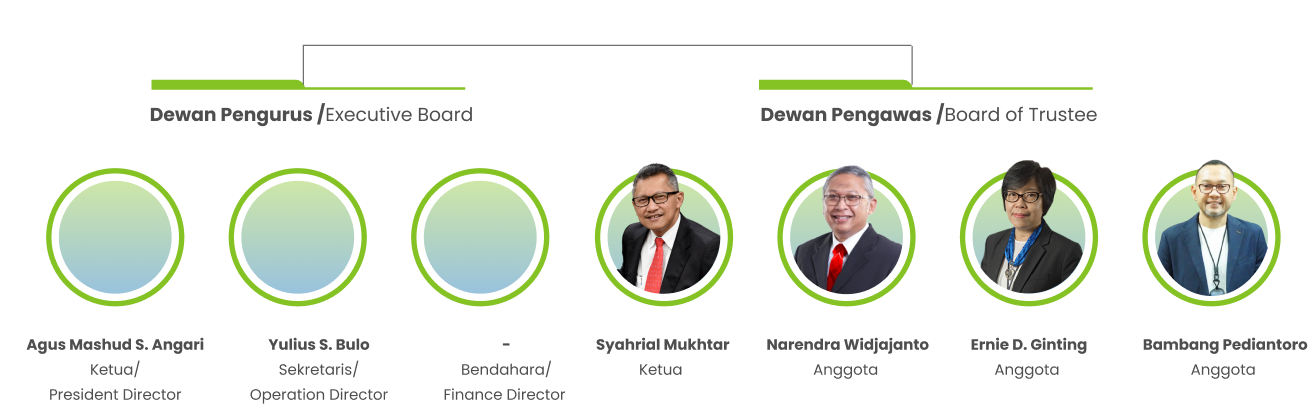 Dewan Pengurus /Executive Board
Dewan Pengawas /Board of Trustee
Agus Mashud S. Angari
Ketua/
President Director
Yulius S. Bulo
Sekretaris/
Operation Director
-
Bendahara/
Finance Director
Syahrial Mukhtar
Ketua
Narendra Widjajanto
Anggota
Ernie D. Ginting
Anggota
Bambang Pediantoro
Anggota